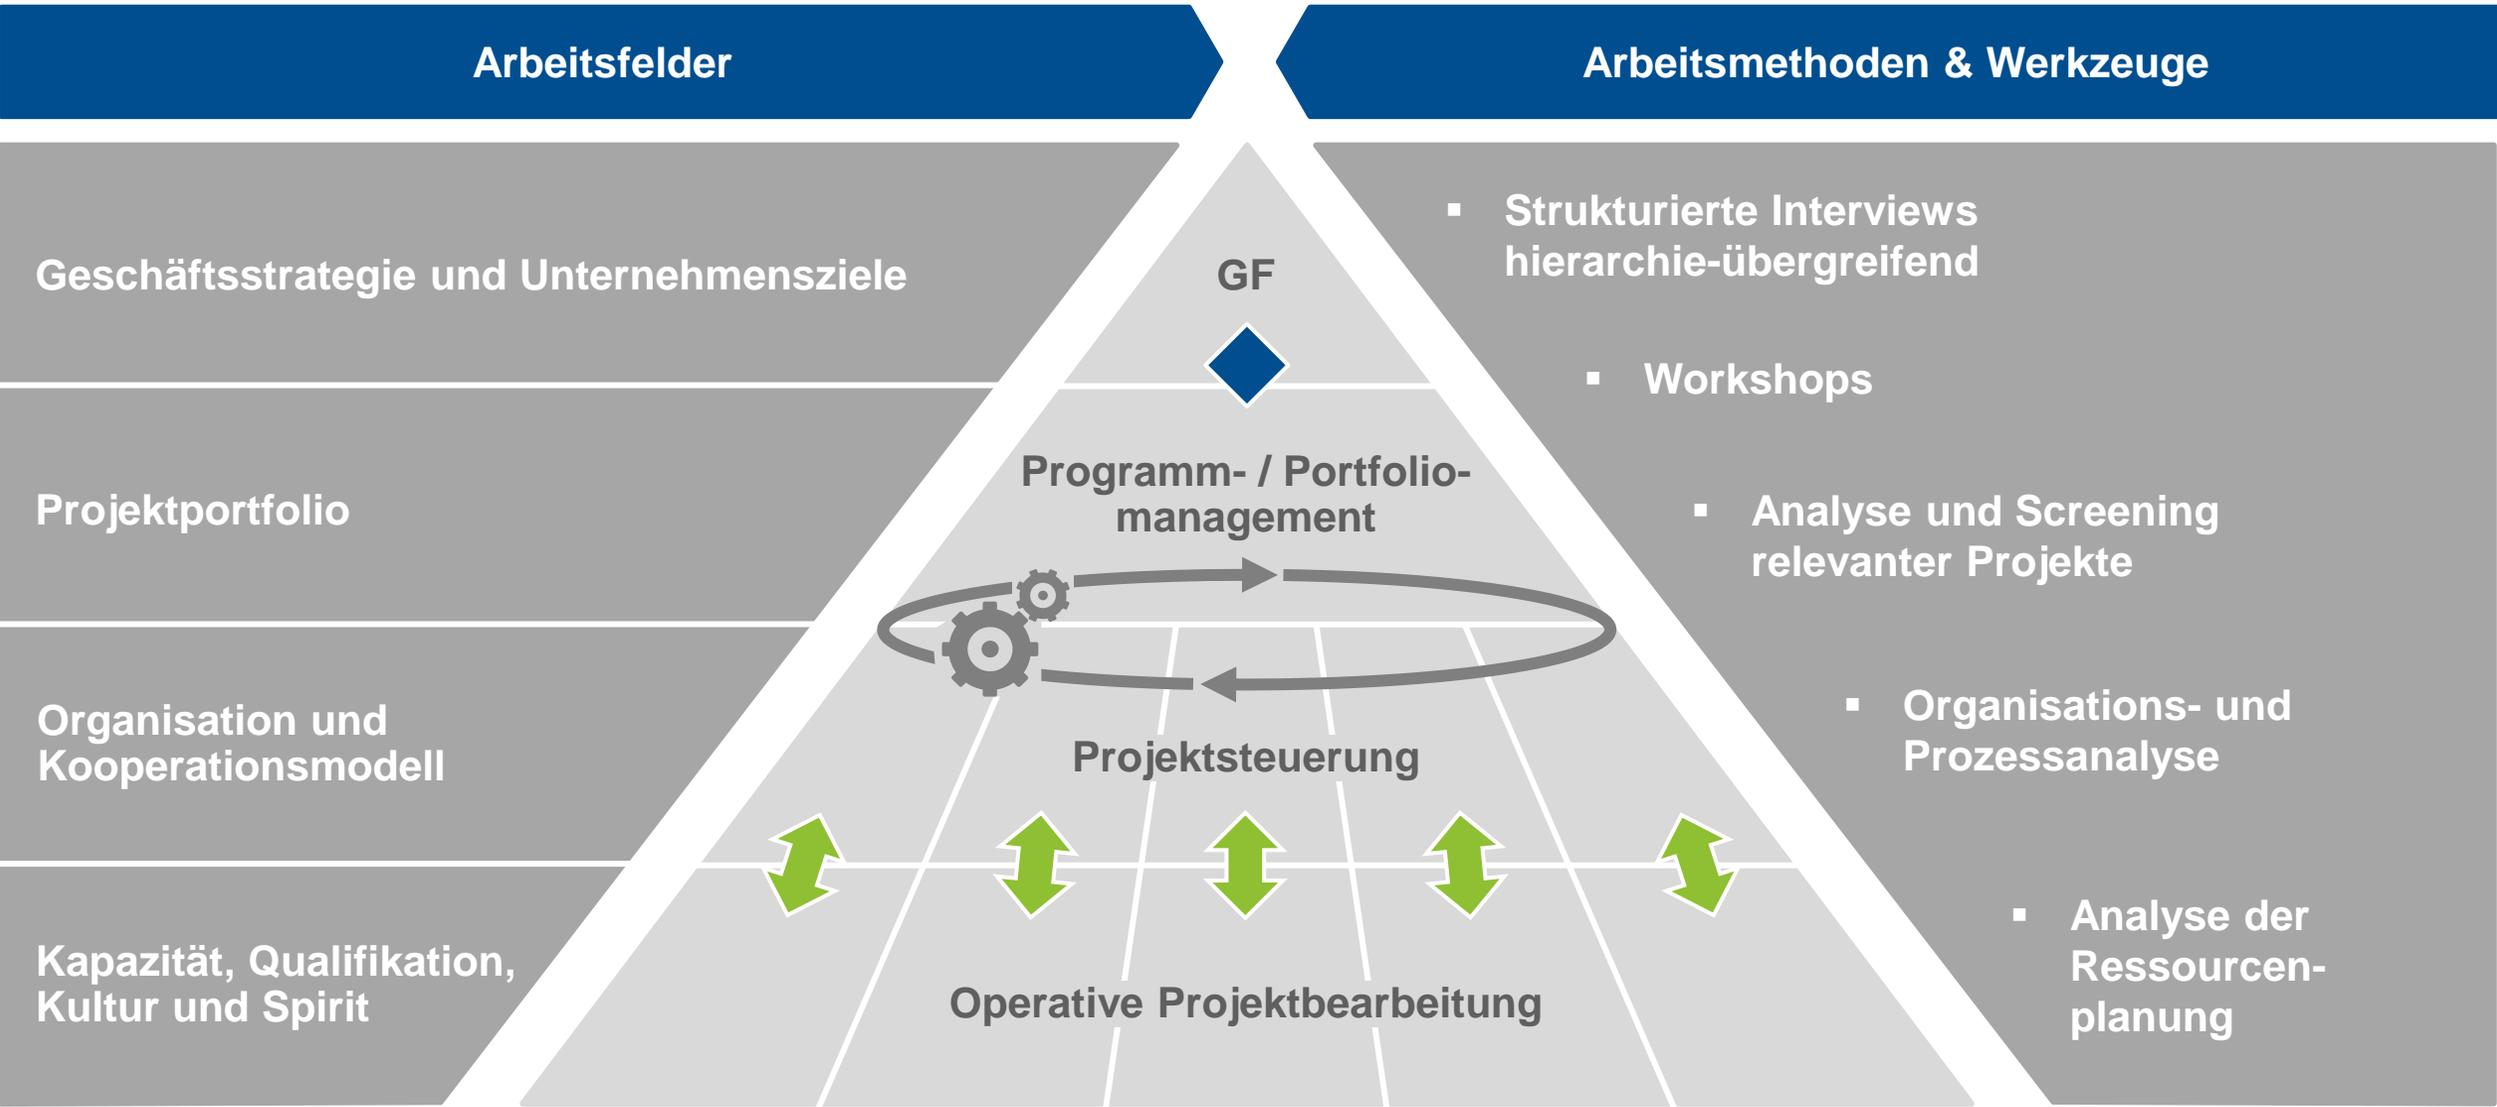 Arbeitsfelder
Arbeitsmethoden & Werkzeuge
Geschäftsstrategie und Unternehmensziele
Projektportfolio
Organisation und
Kooperationsmodell
Kapazität, Qualifikation,
Kultur und Spirit
GF
Programm- / Portfolio-
management
Projektsteuerung
Operative Projektbearbeitung
▪ Strukturierte Interviews
hierarchie-übergreifend
▪ Workshops
▪ Analyse und Screening
relevanter Projekte
▪ Organisations- und
Prozessanalyse
▪ Analyse der
Ressourcen-
planung